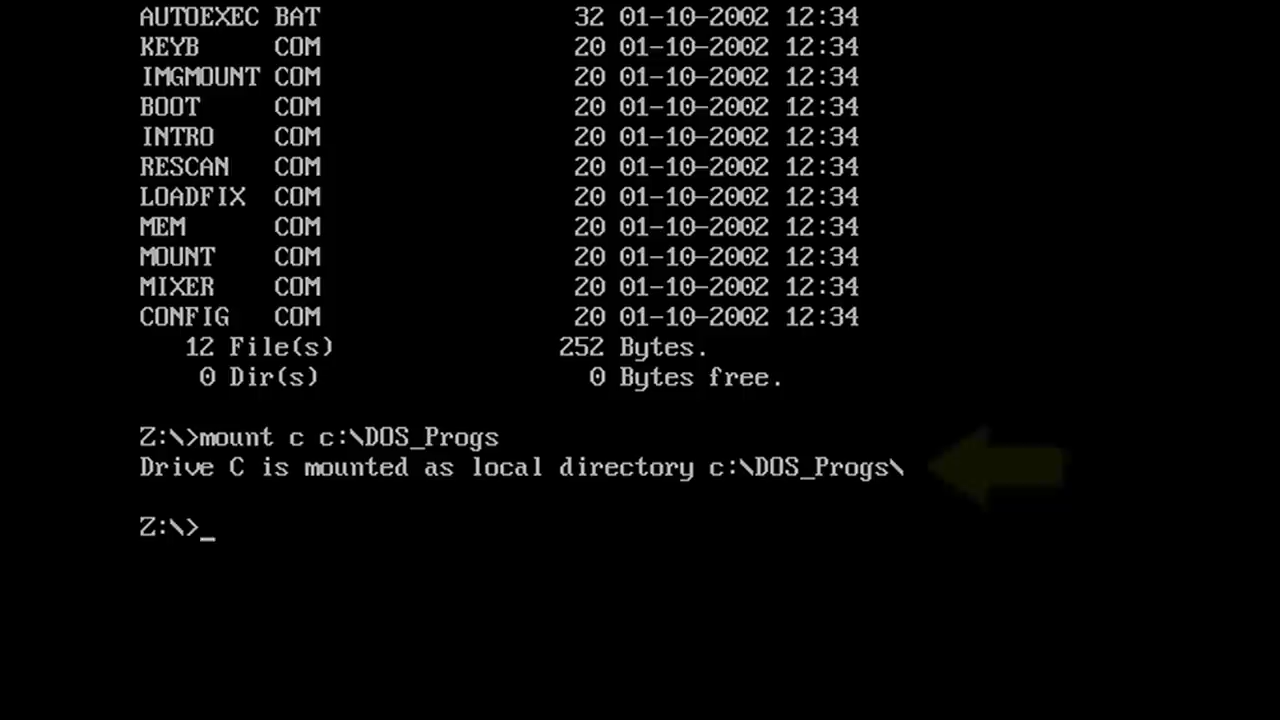 AUTOEXEC BAT 32 01-10-2002 12:34
KEYB COM 20 01-10-2002 12:34
IMGMOUNT COM 20 01-10-2002 12:34
BOOT COM 20 01-10-2002 12:34
INTRO COM 20 01-10-2002 12:34
RESCAN COM 20 01-10-2002 12:34
LOADFIX COM 20 01-10-2002 12:34
MEM COM 20 01-10-2002 12:34
MOUNT COM 20 01-10-2002 12:34
MIXER COM 20 01-10-2002 12:34
CONFIG COM 20 01-10-2002 12:34
12 File(s) 252 Bytes.
0 Dir(s) 0 Bytes free.
Z:\>mount c c:\DOS_Progs
Drive C is mounted as local directory c:\DOS_Progs\
Z:\>_